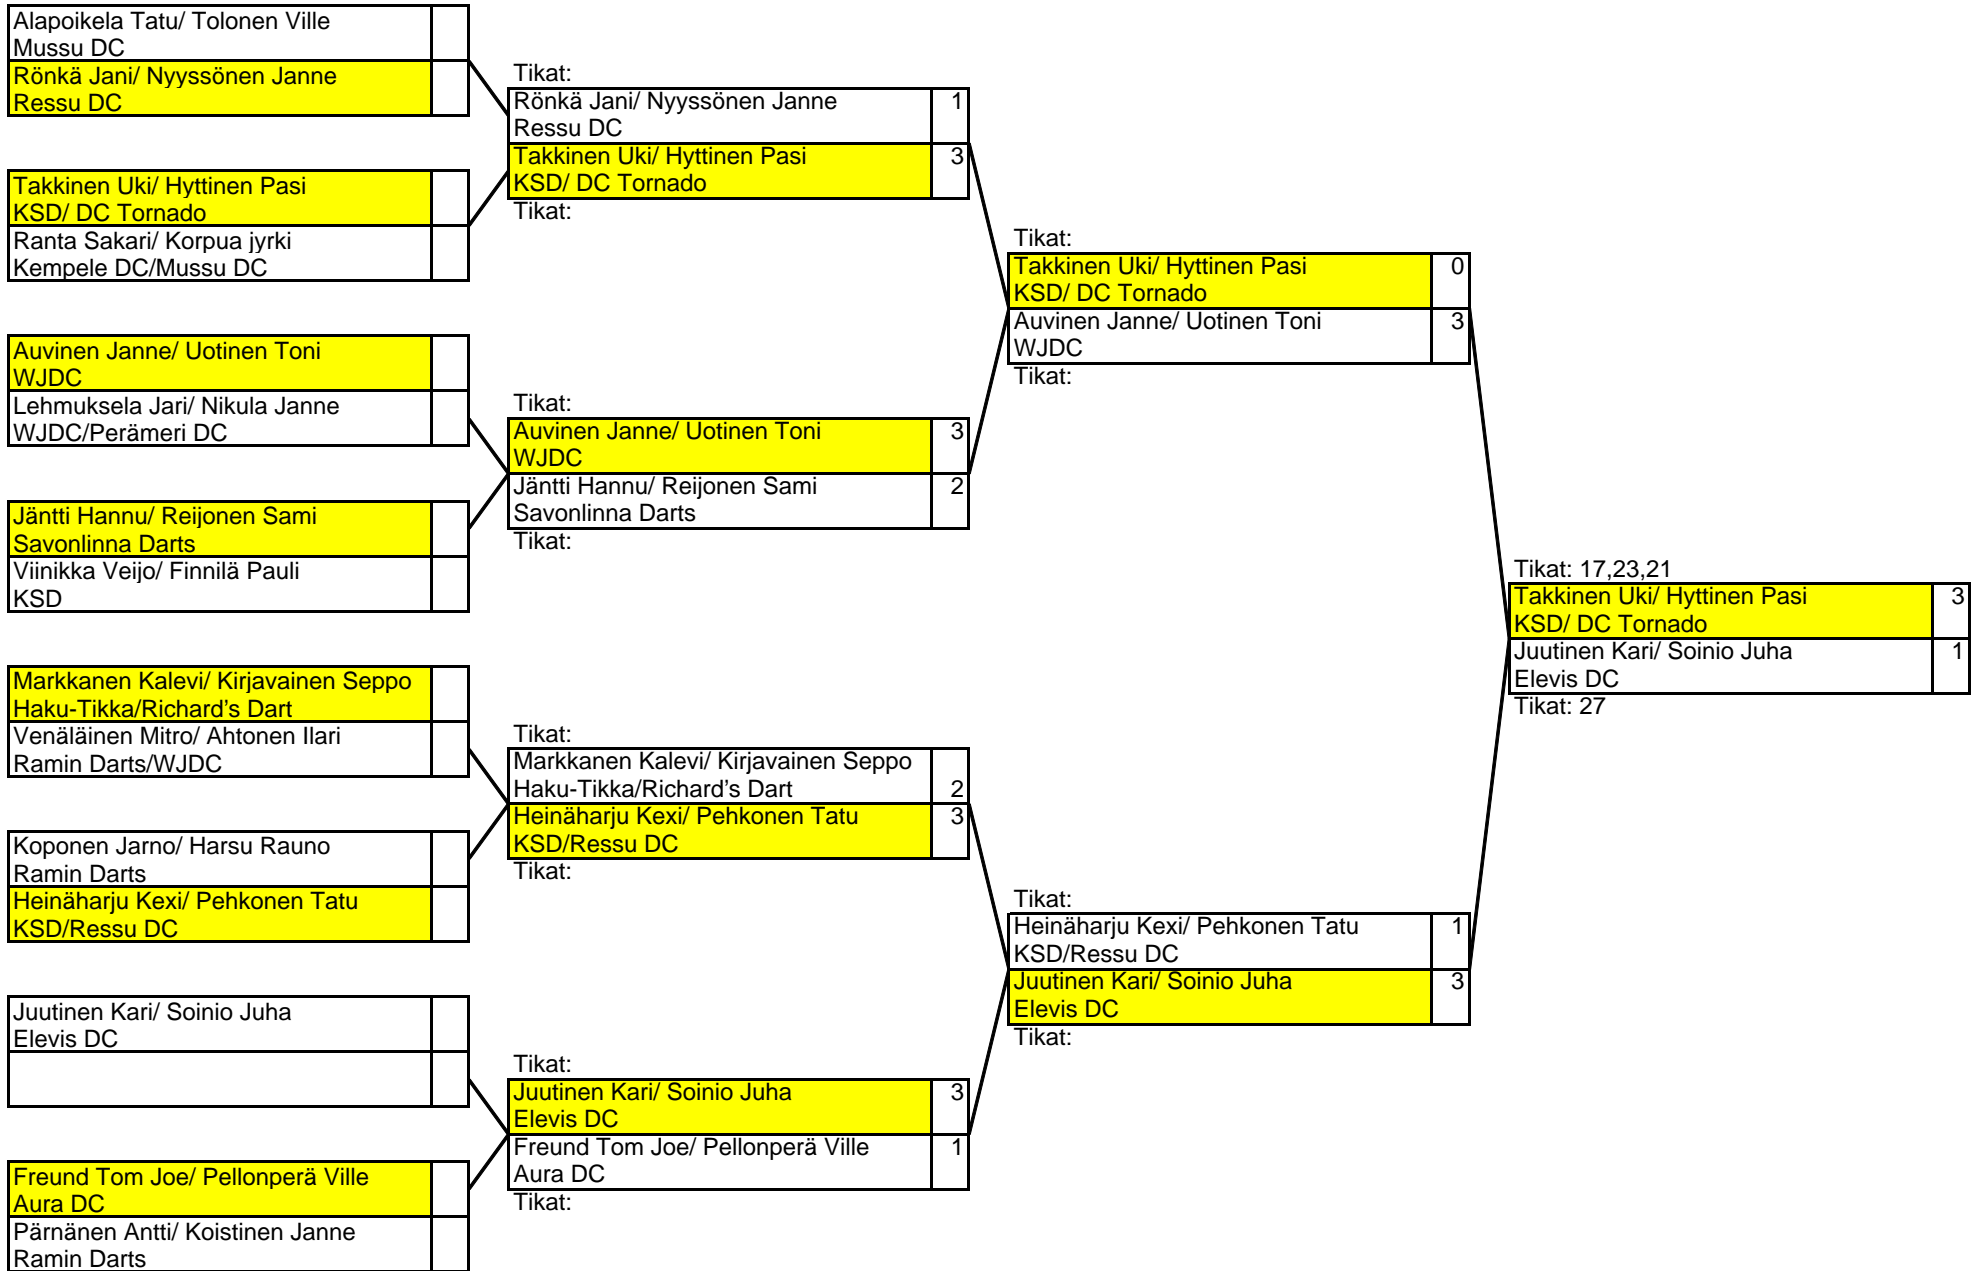 Alapoikela Tatu/ Tolonen Ville
Mussu DC
Rönkä Jani/ Nyyssönen Janne
Ressu DC
Takkinen Uki/ Hyttinen Pasi
KSD/ DC Tornado
Ranta Sakari/ Korpua jyrki
Kempele DC/Mussu DC
Auvinen Janne/ Uotinen Toni
WJDC
Lehmuksela Jari/ Nikula Janne
WJDC/Perämeri DC
Jäntti Hannu/ Reijonen Sami
Savonlinna Darts
Viinikka Veijo/ Finnilä Pauli
KSD
Markkanen Kalevi/ Kirjavainen Seppo
Haku-Tikka/Richard's Dart
Venäläinen Mitro/ Ahtonen Ilari
Ramin Darts/WJDC
Koponen Jarno/ Harsu Rauno
Ramin Darts
Heinäharju Kexi/ Pehkonen Tatu
KSD/Ressu DC
Juutinen Kari/ Soinio Juha
Elevis DC
Freund Tom Joe/ Pellonperä Ville
Aura DC
Pärnänen Antti/ Koistinen Janne
Ramin Darts
Tikat:
Rönkä Jani/ Nyyssönen Janne 1
Ressu DC
Takkinen Uki/ Hyttinen Pasi 3
KSD/ DC Tornado
Tikat:
Tikat:
Auvinen Janne/ Uotinen Toni 3
WJDC
Jäntti Hannu/ Reijonen Sami 2
Savonlinna Darts
Tikat:
Tikat:
Markkanen Kalevi/ Kirjavainen Seppo
Haku-Tikka/Richard's Dart 2
Heinäharju Kexi/ Pehkonen Tatu 3
KSD/Ressu DC
Tikat:
Tikat:
Juutinen Kari/ Soinio Juha 3
Elevis DC
Freund Tom Joe/ Pellonperä Ville 1
Aura DC
Tikat:
Tikat:
Takkinen Uki/ Hyttinen Pasi 0
KSD/ DC Tornado
Auvinen Janne/ Uotinen Toni 3
WJDC
Tikat:
Tikat:
Heinäharju Kexi/ Pehkonen Tatu 1
KSD/Ressu DC
Juutinen Kari/ Soinio Juha 3
Elevis DC
Tikat:
Tikat: 17,23,21
Takkinen Uki/ Hyttinen Pasi 3
KSD/ DC Tornado
Juutinen Kari/ Soinio Juha 1
Elevis DC
Tikat: 27